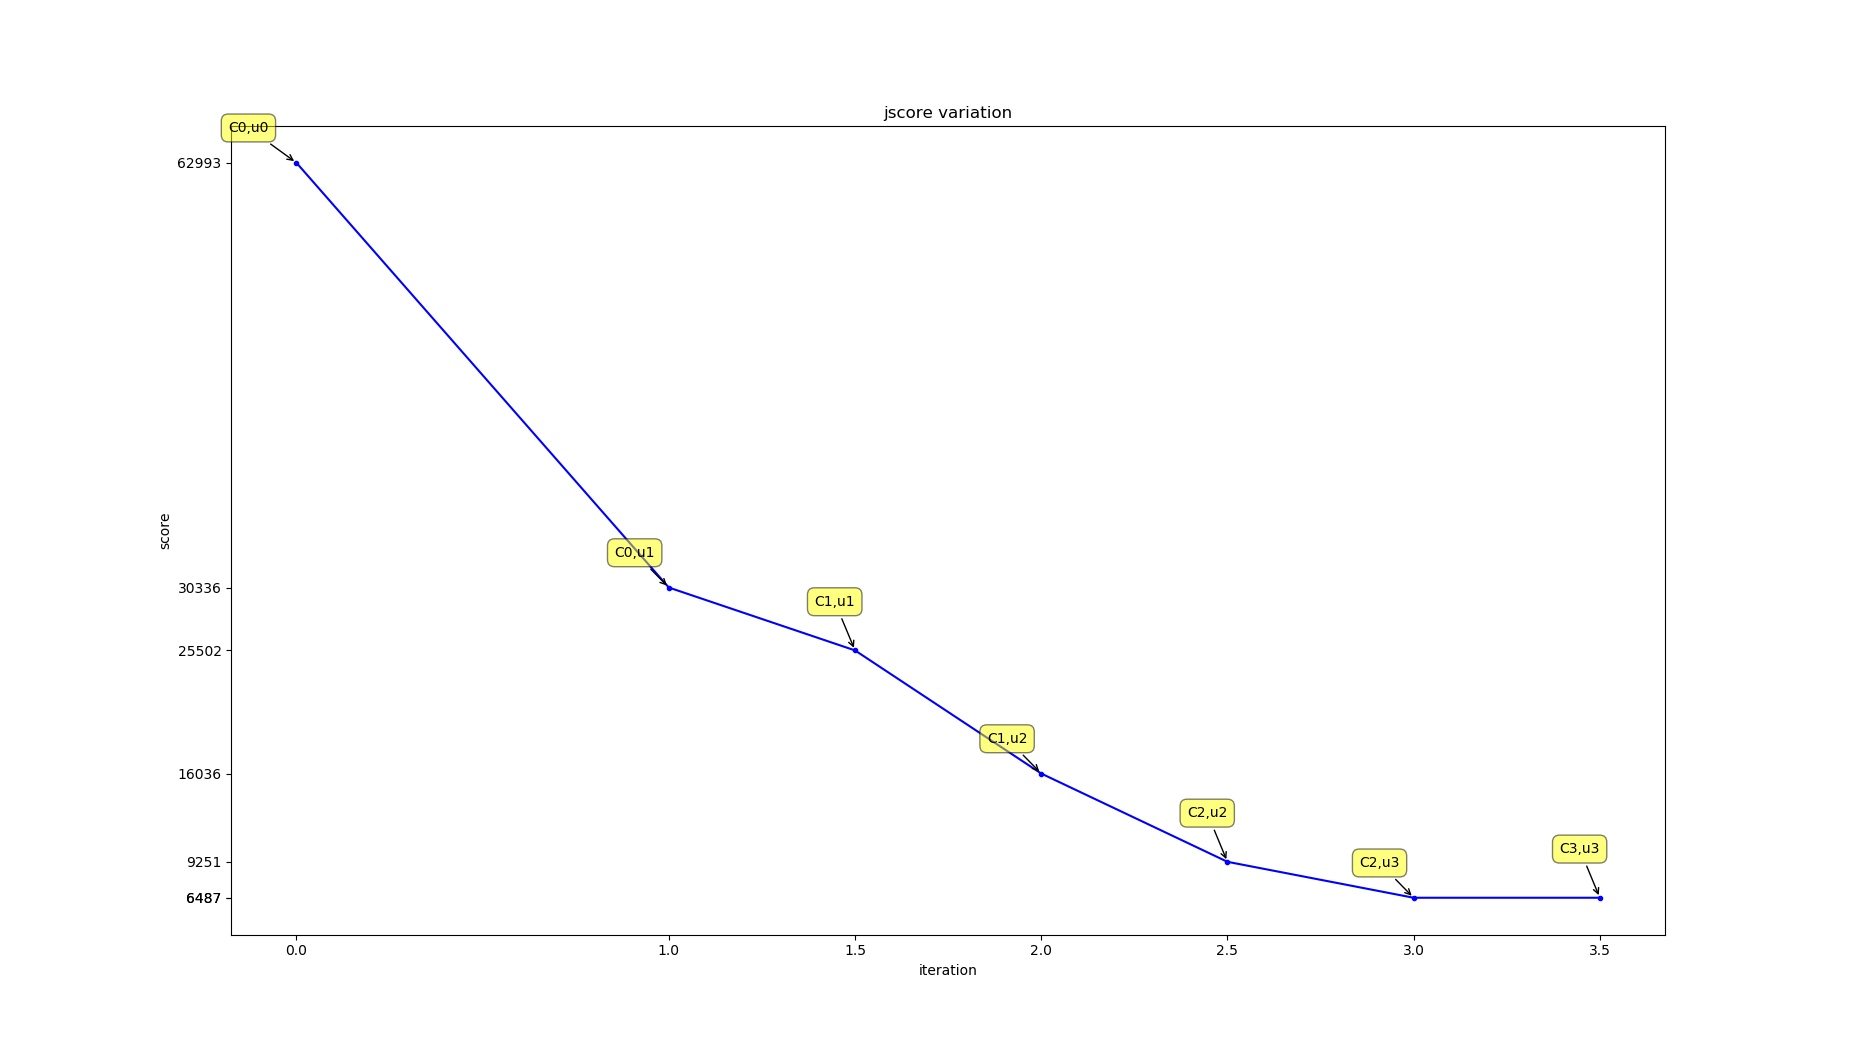 jscore variation
C0,u0
62993
score
C0,u1
30336
C1,u1
25502
C1,u2
16036
C2,u2
9251
C2,u3
C3,u3
6487
0.0 1.0 1.5 2.0 2.5 3.0 3.5
iteration